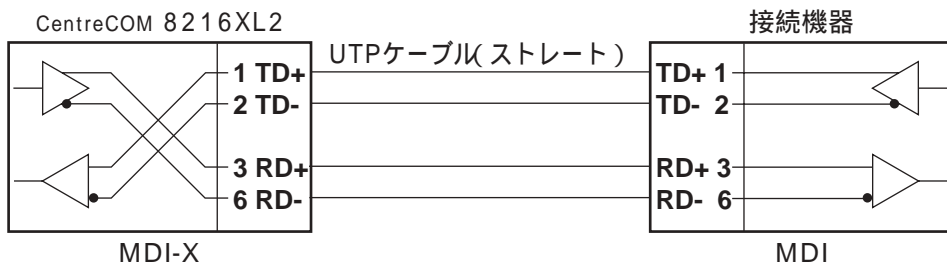 CentreCOM 8216XL2
接続機器
UTPケーブル(ストレート)
1 TD+
2 TD-
3 RD+
6 RD-
TD+ 1
TD- 2
RD+ 3
RD- 6
MDI-X
MDI